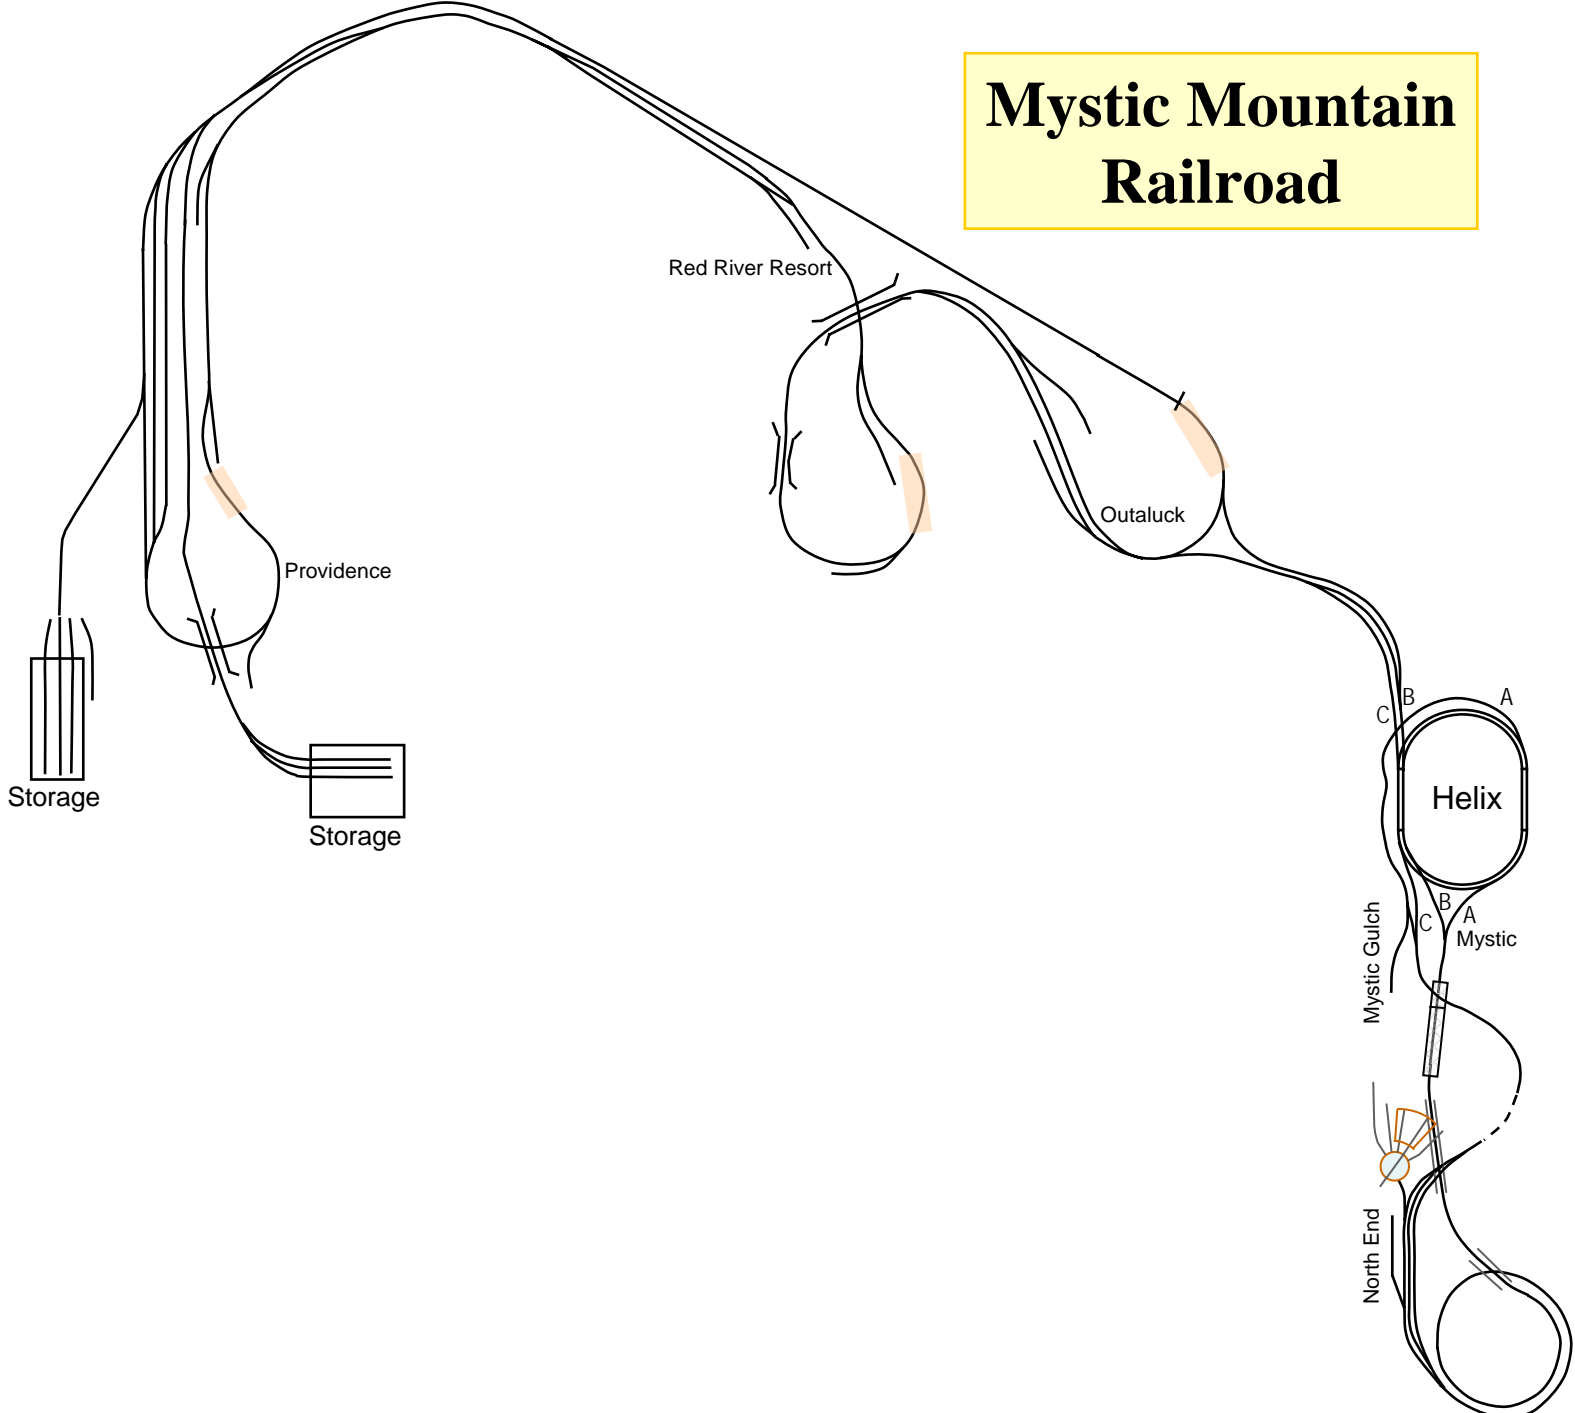 Mystic Mountain
Railroad
Red River Resort
Outaluck
Providence
B
A
C
Storage
Helix
Storage
Mystic Gulch
B
A
C
Mystic
North End